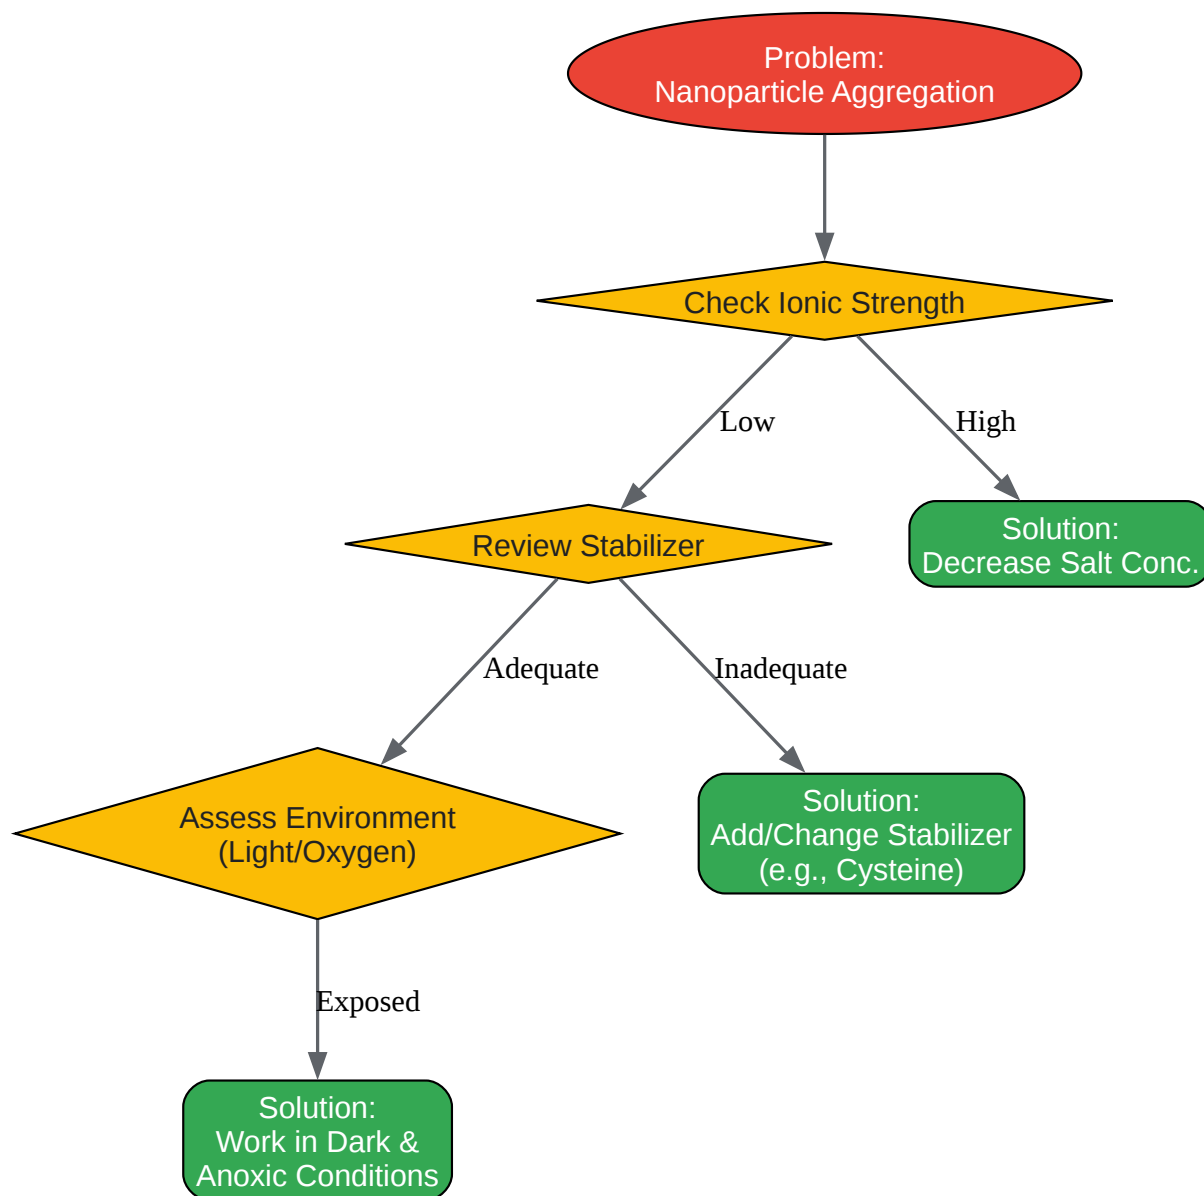 Problem:
Nanoparticle Aggregation
Check Ionic Strength
Low
High
Review Stabilizer
Solution:
Decrease Salt Conc.
Adequate
Inadequate
Assess Environment
(Light/Oxygen)
Solution:
Add/Change Stabilizer
(e.g., Cysteine)
Exposed
Solution:
Work in Dark &
Anoxic Conditions